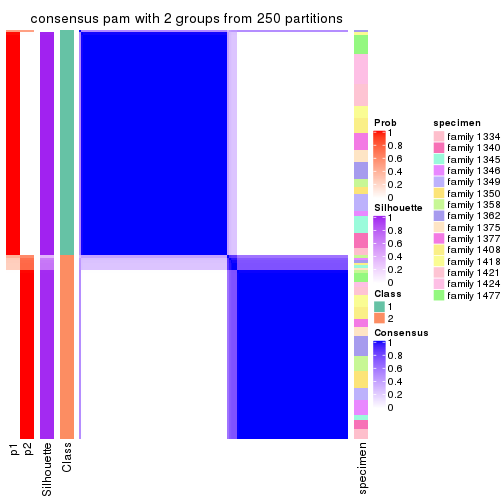 consensus pam with 2 groups from 250 partitions
Prob
1
0.8
0.6
0.4
0.2
0
Silhouette
1
0.8
0.6
0.4
0.2
0
Class
1
2
Consensus
1
0.8
0.6
0.4
0.2
0
specimen
family 1334
family 1340
family 1345
family 1346
family 1349
family 1350
family 1358
family 1362
family 1375
family 1377
family 1408
family 1418
family 1421
family 1424
family 1477
p1
p2
Silhouette
Class
specimen